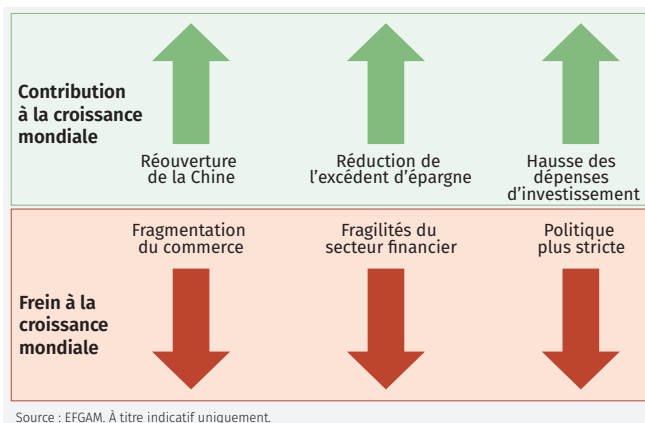 Contribution
à la croissance
mondiale
Réouverture
de la Chine
Réduction de
l'excédent d'épargne
Hausse des
dépenses
d'investissement
Fragmentation
du commerce
Fragilités du
secteur financier
Politique
plus stricte
Frein à la
croissance
mondiale
Source : EFGAM. À titre indicatif uniquement.